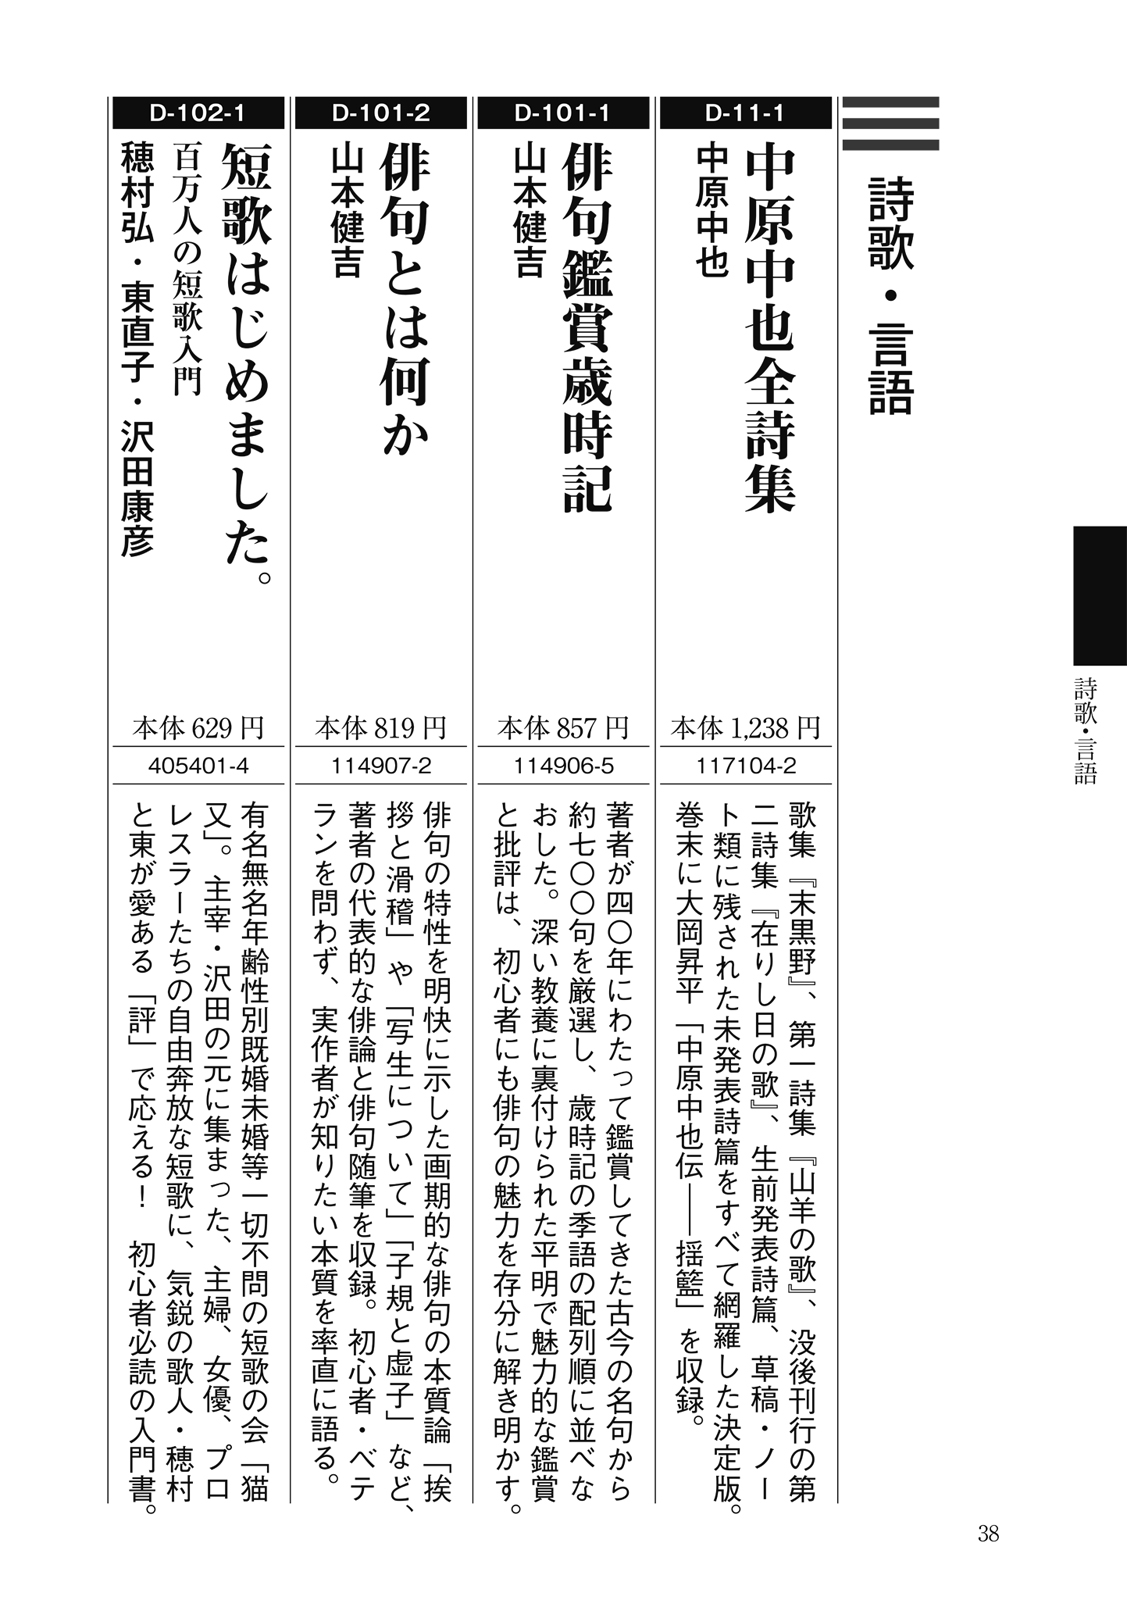 詩歌・言語
D-11-1
中原中也全詩集
中原中也
本体1,238円
117104-2
歌集『末黒野』、第一詩集『山羊の歌』、没後刊行の第
二詩集『在りし日の歌』、生前発表詩篇、草稿・ノー
ト類に残された未発表詩篇をすべて網羅した決定版。
巻末に大岡昇平「中原中也伝――揺籃」を収録。
D-101-1
俳句鑑賞歳時記
山本健吉
本体857円
114906-5
著者が四〇年にわたって鑑賞してきた古今の名句から
約七〇〇句を厳選し、歳時記の季語の配列順に並べな
おした。深い教養に裏付けられた平明で魅力的な鑑賞
と批評は、初心者にも俳句の魅力を存分に解き明かす。
D-101-2
俳句とは何か
山本健吉
本体819円
114907-2
俳句の特性を明快に示した画期的な俳句の本質論「挨
拶と滑稽」や「写生について」「子規と虚子」など、
著者の代表的な俳論と俳句随筆を収録。初心者・ベテ
ランを問わず、実作者が知りたい本質を率直に語る。
D-102-1
短歌はじめました。
百万人の短歌入門
穂村弘・東直子・沢田康彦
本体629円
405401-4
有名無名年齢性別既婚未婚等一切不問の短歌の会「猫
又」。主宰・沢田の元に集まった、主婦、女優、プロ
レスラーたちの自由奔放な短歌に、気鋭の歌人・穂村
と東が愛ある「評」で応える！　初心者必読の入門書。
詩歌・言語
38